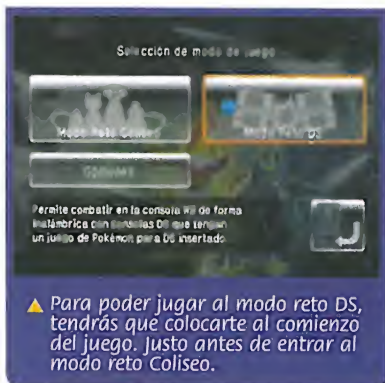 Selección de modo de juego
Modo Reto Coliseo
Modo Reto DS
Permite combatir en la consola Wii de forma
inalámbrica con consolas DS que tengan
un juego de Pokémon para DS insertado.
Para poder jugar al modo reto DS,
tendrás que colocarte al comienzo
del juego. Justo antes de entrar al
modo reto Coliseo.